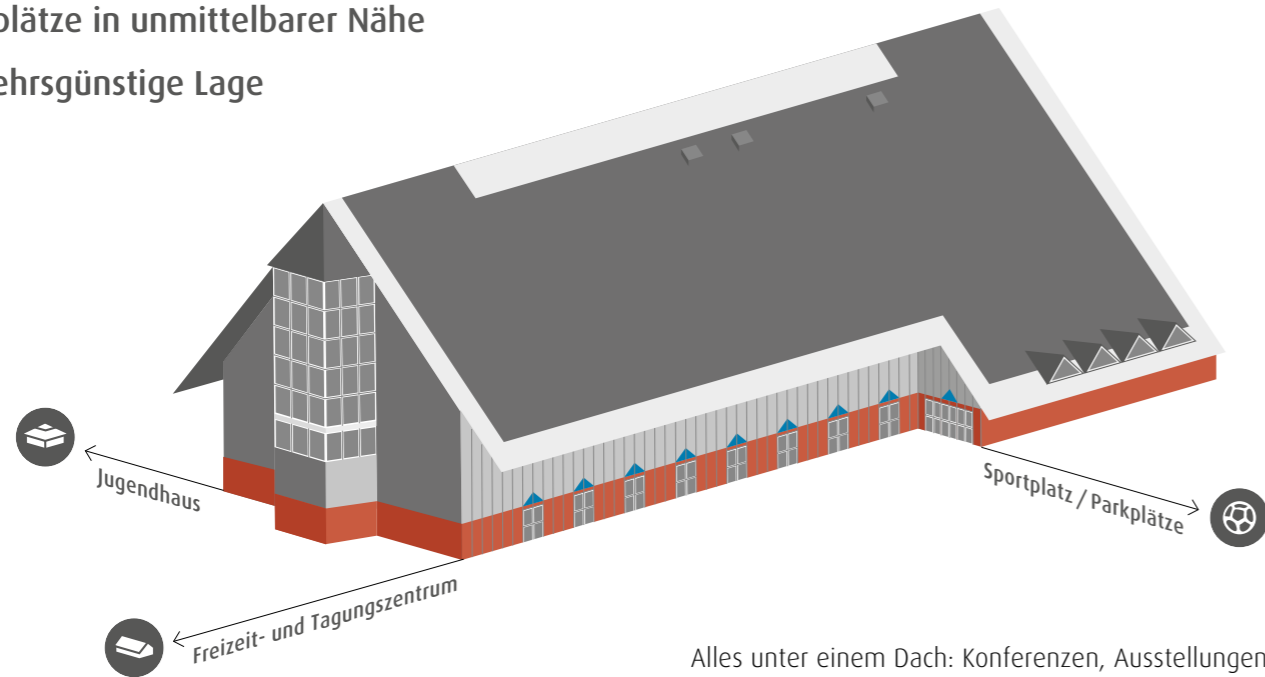 plätze in unmittelbarer Nähe
ehrsgünstige Lage
Jugendhaus
Sportplatz / Parkplätze
Freizeit- und Tagungszentrum
Alles unter einem Dach: Konferenzen, Ausstellungen